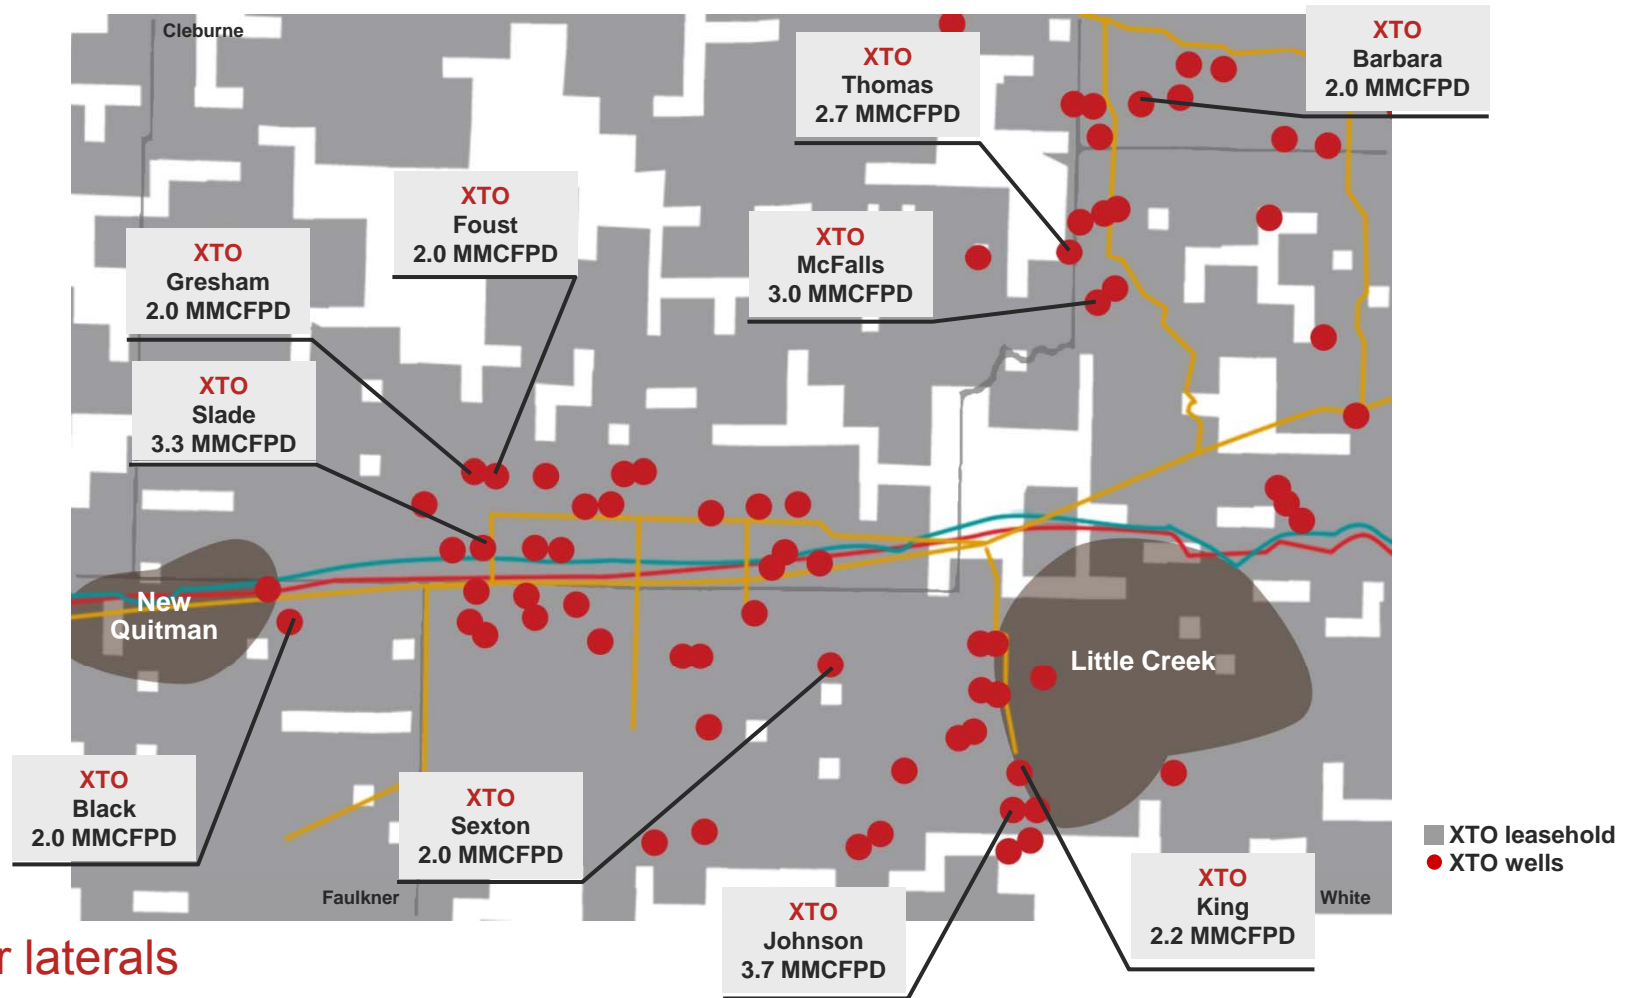 Cleburne
XTO
Barbara
2.0 MMCFPD
XTO
Thomas
2.7 MMCFPD
XTO
Foust
2.0 MMCFPD
XTO
McFalls
3.0 MMCFPD
XTO
Gresham
2.0 MMCFPD
XTO
Slade
3.3 MMCFPD
New
Quitman
Little Creek
XTO
Black
2.0 MMCFPD
XTO
Sexton
2.0 MMCFPD
XTO leasehold
XTO wells
Faulkner
XTO
Johnson
3.7 MMCFPD
XTO
King
2.2 MMCFPD
White
r laterals